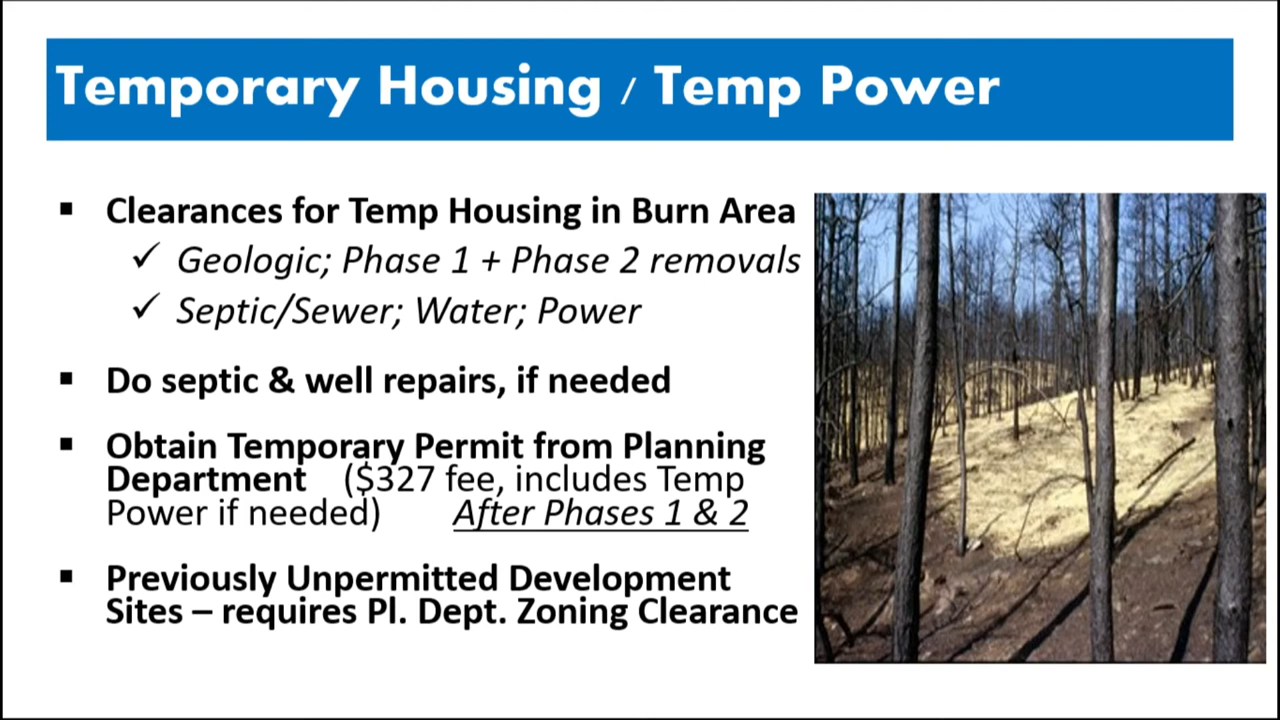 Temporary Housing / Temp Power
▪ Clearances for Temp Housing in Burn Area
✓ Geologic; Phase 1 + Phase 2 removals
✓ Septic/Sewer; Water; Power
▪ Do septic & well repairs, if needed
▪ Obtain Temporary Permit from Planning
Department ($327 fee, includes Temp
Power if needed) After Phases 1 & 2
▪ Previously Unpermitted Development
Sites – requires Pl. Dept. Zoning Clearance